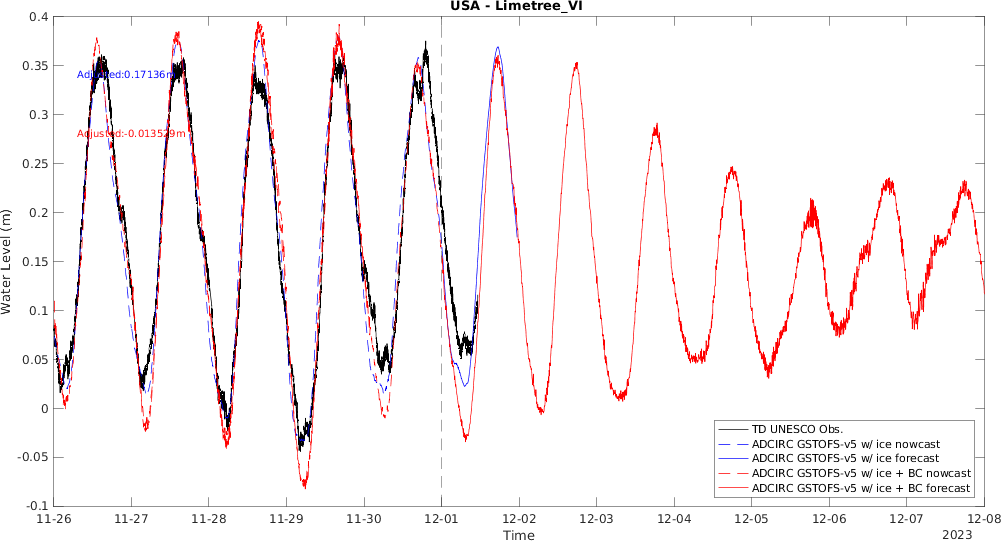 USA - Limetree_VI
0.4
0.35
0.3
0.25
0.2
0.15
0.1
0.05
0
-0.05
-0.1
Water Level (m)
Adjusted:0.17136m
Adjusted:-0.013529m
TD UNESCO Obs.
ADCIRC GSTOFS-v5 w/ ice nowcast
ADCIRC GSTOFS-v5 w/ ice forecast
ADCIRC GSTOFS-v5 w/ ice + BC nowcast
ADCIRC GSTOFS-v5 w/ ice + BC forecast
11-26 11-27 11-28 11-29 11-30 12-01 12-02 12-03 12-04 12-05 12-06 12-07 12-08
Time
2023